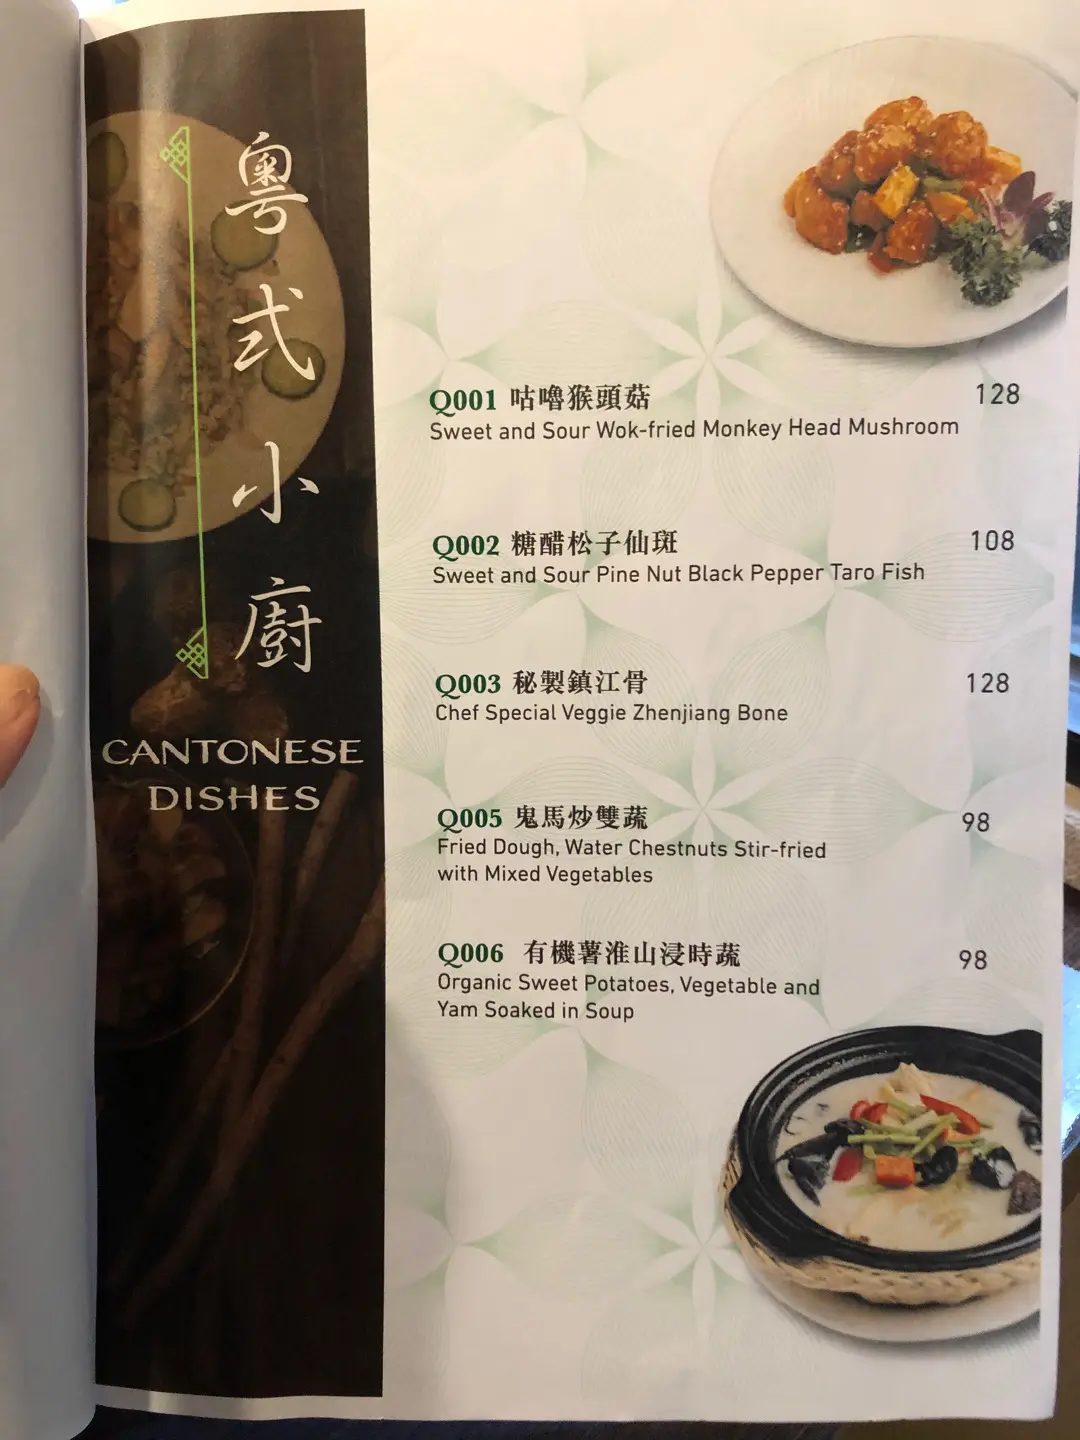 粵式小廚
CANTONESE
DISHES
Q001 咕嚕猴頭菇 128
Sweet and Sour Wok-fried Monkey Head Mushroom
Q002 糖醋松子仙斑 108
Sweet and Sour Pine Nut Black Pepper Taro Fish
Q003 秘製鎮江骨 128
Chef Special Veggie Zhenjiang Bone
Q005 鬼馬炒雙蔬 98
Fried Dough, Water Chestnuts Stir-fried
with Mixed Vegetables
Q006 有機薯淮山浸時蔬 98
Organic Sweet Potatoes, Vegetable and
Yam Soaked in Soup